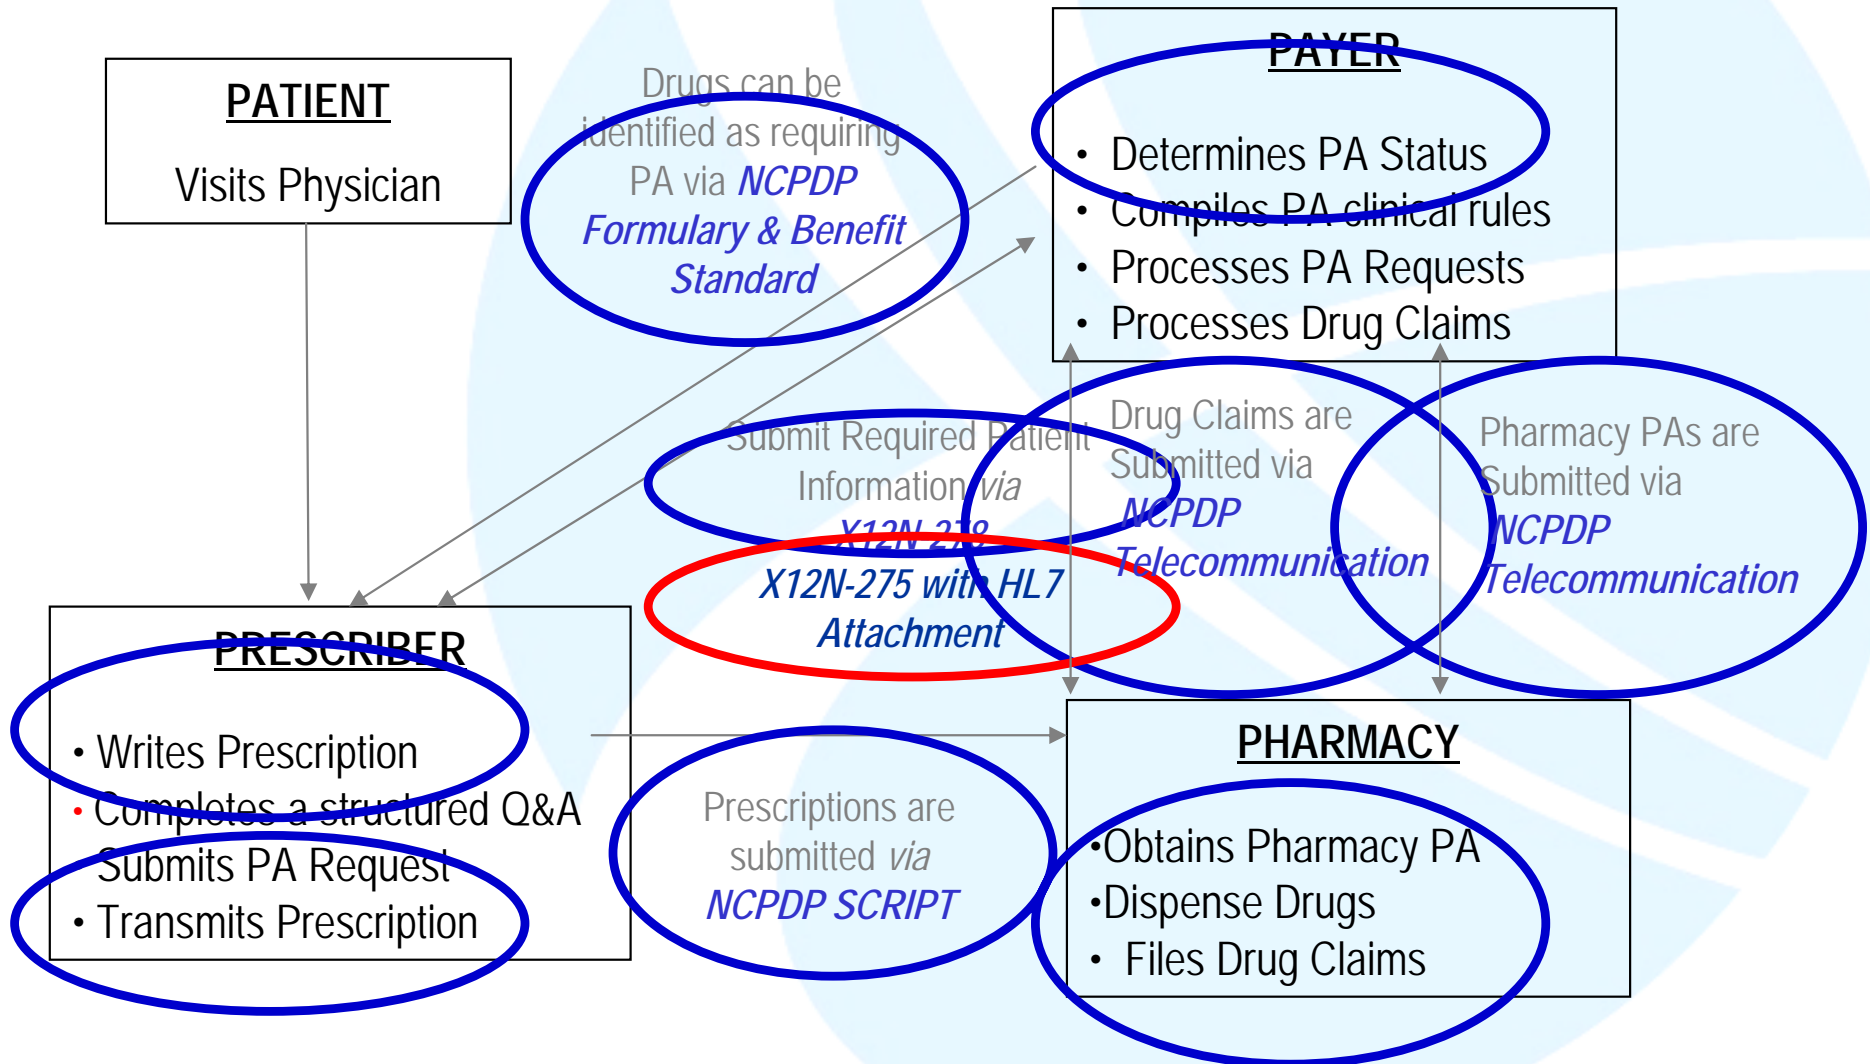 PATIENT
Visits Physician
Drugs can be
identified as requiring
PA via NCPDP
Formulary & Benefit
Standard
PAYER
• Determines PA Status
• Compiles PA clinical rules
• Processes PA Requests
• Processes Drug Claims
Submit Required Patient
Information via
X12N-278
X12N-275 with HL7
Attachment
Drug Claims are
Submitted via
NCPDP
Telecommunication
Pharmacy PAs are
Submitted via
NCPDP
Telecommunication
PRESCRIBER
• Writes Prescription
• Completes a structured Q&A
Submits PA Request
• Transmits Prescription
Prescriptions are
submitted via
NCPDP SCRIPT
PHARMACY
•Obtains Pharmacy PA
•Dispense Drugs
• Files Drug Claims